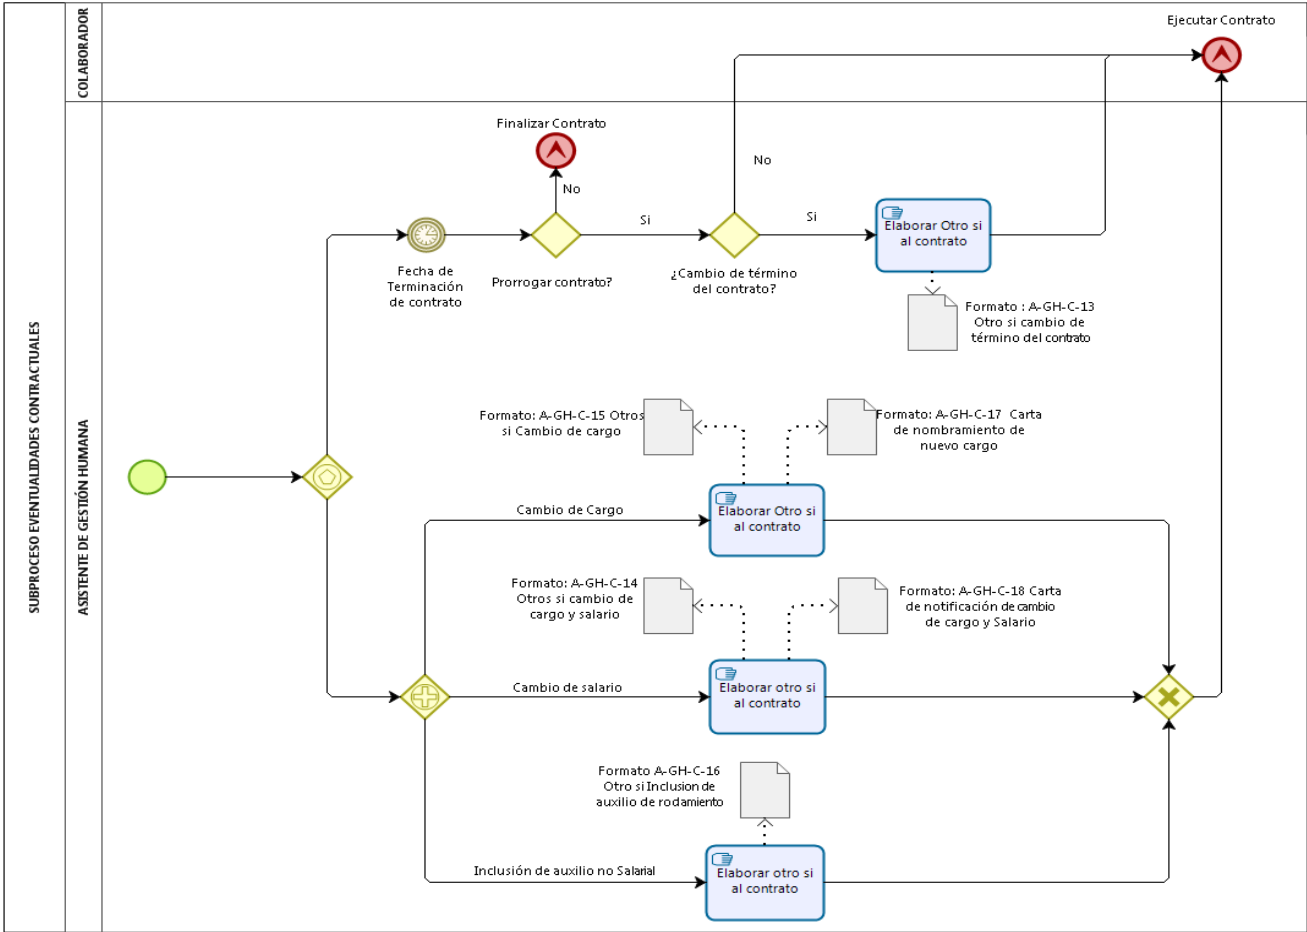 SUBPROCESO EVENTUALIDADES CONTRACTUALES
COLABORADOR
ASISTENTE DE GESTIÓN HUMANA
Ejecutar Contrato
Finalizar Contrato
No
No
Si
Si
Elaborar Otro si
al contrato
Fecha de
Terminación
de contrato
Prorrogar contrato?
¿Cambio de término
del contrato?
Formato : A-GH-C-13
Otro si cambio de
término del contrato
Formato: A-GH-C-15 Otros
si Cambio de cargo
Formato: A-GH-C-17 Carta
de nombramiento de
nuevo cargo
Cambio de Cargo
Elaborar Otro si
al contrato
Formato: A-GH-C-14
Otros si cambio de
cargo y salario
Formato: A-GH-C-18 Carta
de notificación de cambio
de cargo y Salario
Cambio de salario
Elaborar otro si
al contrato
Formato A-GH-C-16
Otro si Inclusion de
auxilio de rodamiento
Inclusión de auxilio no Salarial
Elaborar otro si
al contrato